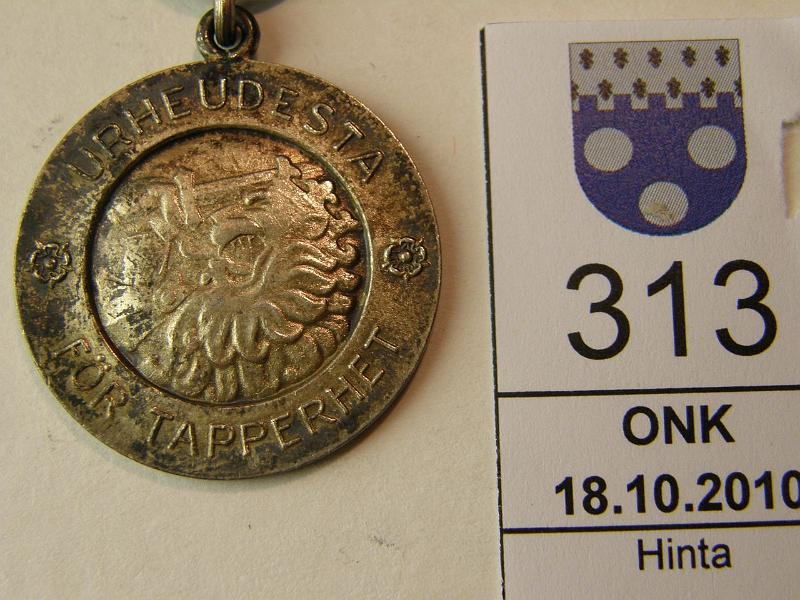 URHEUDESTA
FÖR TAPPERHET
313
ONK
18.10.2010
Hinta